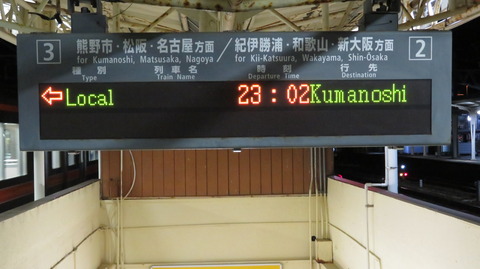 3 熊野市・松阪・名古屋方面 / 紀伊勝浦・和歌山・新大阪方面 2
for Kumanoshi, Matsusaka, Nagoya for Kii-Katsuura, Wakayama, Shin-Osaka
種別 列車名 時刻 行先
Type Train Name Departure Time Destination
Local 23:02 Kumanoshi